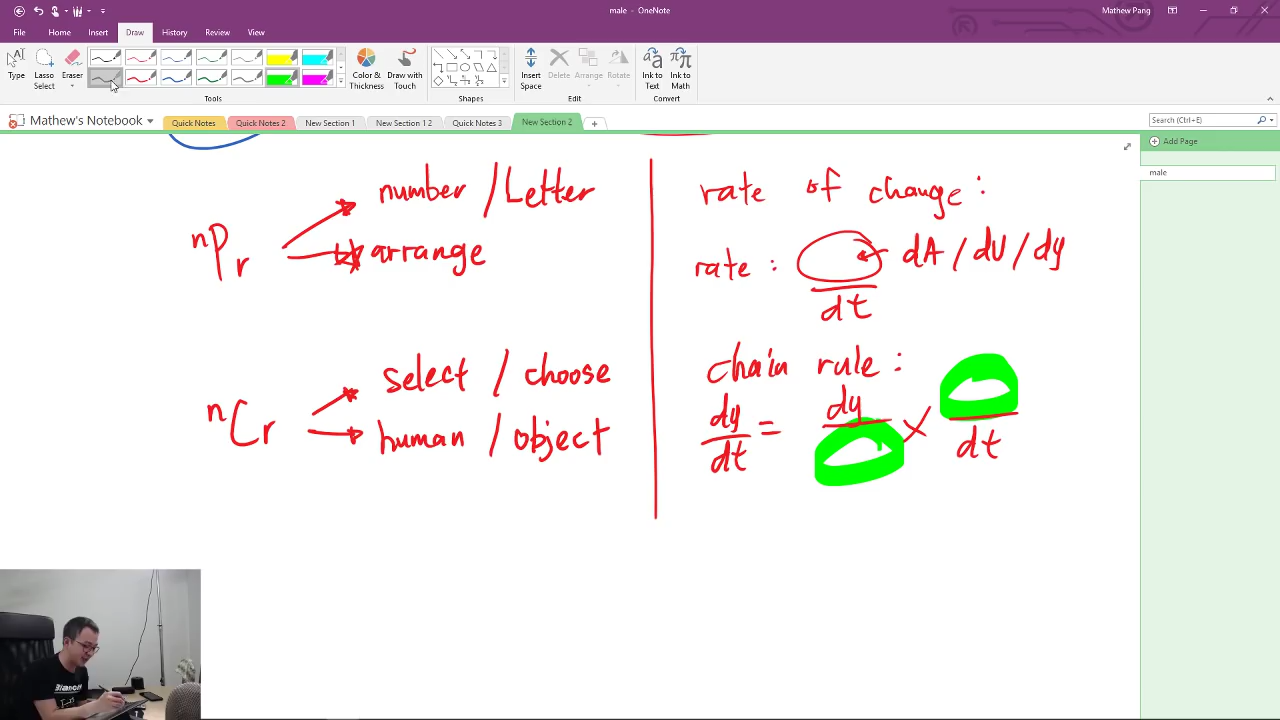 male - OneNote
Mathew Pang
File Home Insert Draw History Review View
Type
Lasso Select
Eraser
Color & Thickness
Draw with Touch
Insert Space
Delete
Arrange
Rotate
Ink to Text
Ink to Math
Tools
Shapes
Edit
Convert
Mathew's Notebook
Quick Notes
Quick Notes 2
New Section 1
New Section 1 2
Quick Notes 3
New Section 2
Search (Ctrl+E)
Add Page
male
number / Letter
nPr
arrange
select / choose
nCr
human / object
rate of change :
rate : dA / dV / dy
dt
chain rule :
dy/dt = dy/ × /dt